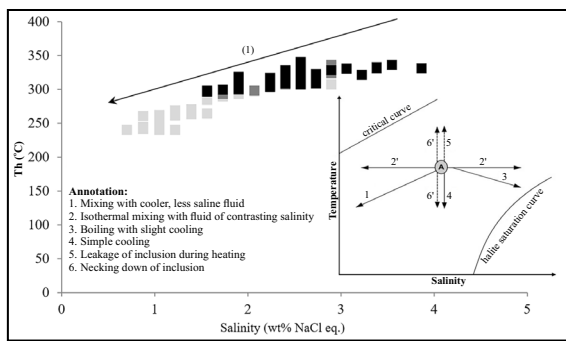 400
350
300
250
200
150
100
50
0
Th (°C)
(1)
Annotation:
1. Mixing with cooler, less saline fluid
2. Isothermal mixing with fluid of contrasting salinity
3. Boiling with slight cooling
4. Simple cooling
5. Leakage of inclusion during heating
6. Necking down of inclusion
critical curve
6' 5
2' A 2'
1 6' 4 3
halite saturation curve
Temperature
Salinity
0 1 2 3 4 5
Salinity (wt% NaCl eq.)